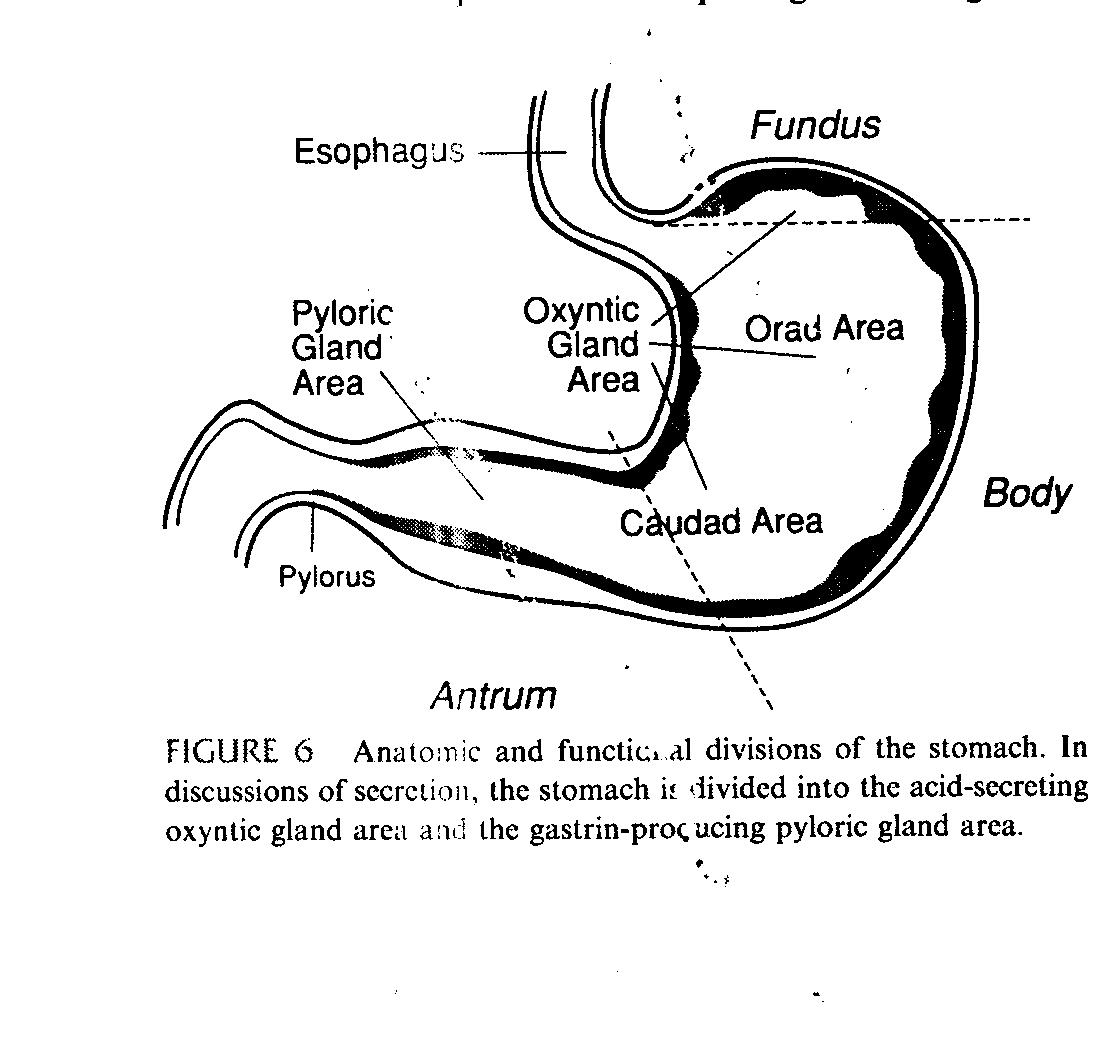 Fundus
Esophagus
Pyloric
Gland
Area
Oxyntic
Gland
Area
Orad Area
Body
Caudad Area
Pylorus
Antrum
FIGURE 6 Anatomic and functional divisions of the stomach. In
discussions of secretion, the stomach is divided into the acid-secreting
oxyntic gland area and the gastrin-producing pyloric gland area.